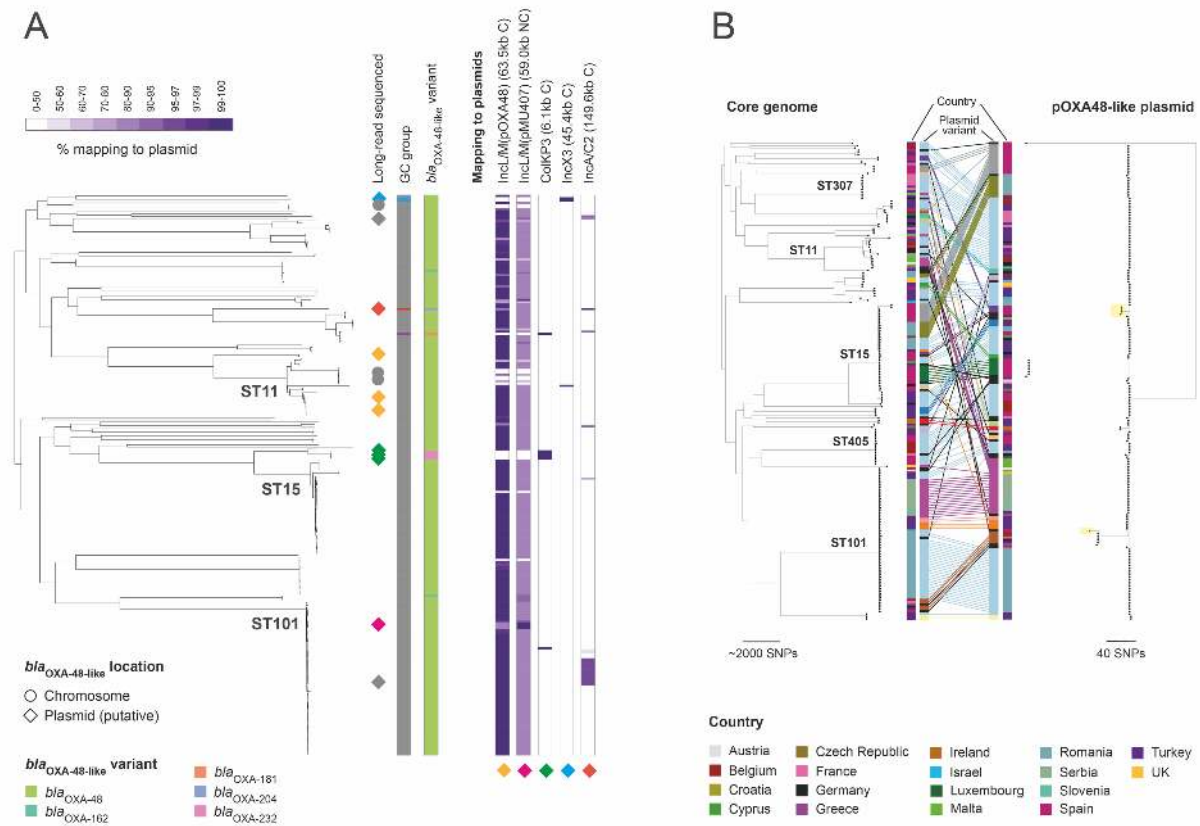 A
0-50
50-60
60-70
70-80
80-90
90-95
95-97
97-99
99-100
% mapping to plasmid
Long-read sequenced
GC group
blaOXA-48-like variant
Mapping to plasmids
IncL/M(pOXA48) (63.5kb C)
IncL/M(pMU407) (59.0kb NC)
ColKP3 (6.1kb C)
IncX3 (45.4kb C)
IncA/C2 (149.6kb C)
ST11
ST15
ST101
blaOXA-48-like location
Chromosome
Plasmid (putative)
blaOXA-48-like variant
blaOXA-48
blaOXA-162
blaOXA-181
blaOXA-204
blaOXA-232
B
Core genome
Country
Plasmid
variant
pOXA48-like plasmid
ST307
ST11
ST15
ST405
ST101
~2000 SNPs
40 SNPs
Country
Austria
Belgium
Croatia
Cyprus
Czech Republic
France
Germany
Greece
Ireland
Israel
Luxembourg
Malta
Romania
Serbia
Slovenia
Spain
Turkey
UK